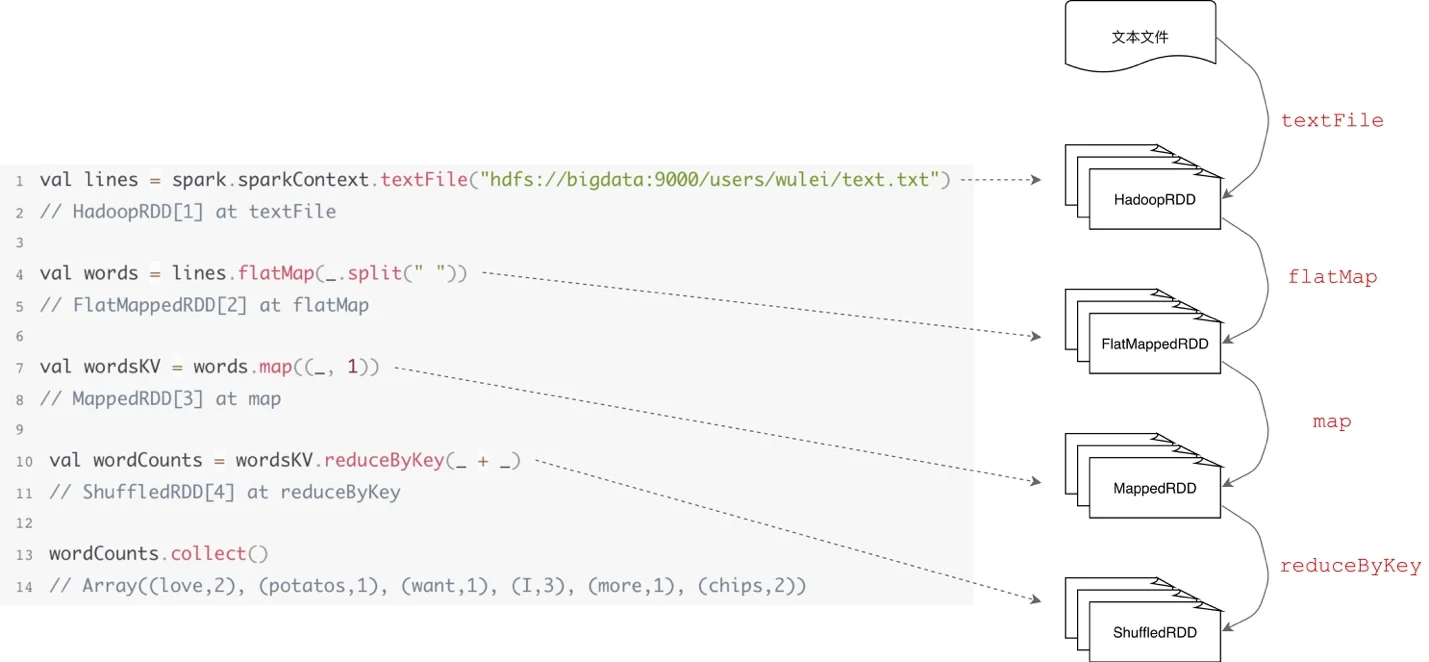 1 val lines = spark.sparkContext.textFile("hdfs://bigdata:9000/users/wulei/text.txt")
2 // HadoopRDD[1] at textFile
3
4 val words = lines.flatMap(_.split(" "))
5 // FlatMappedRDD[2] at flatMap
6
7 val wordsKV = words.map((_, 1))
8 // MappedRDD[3] at map
9
10 val wordCounts = wordsKV.reduceByKey(_ + _)
11 // ShuffledRDD[4] at reduceByKey
12
13 wordCounts.collect()
14 // Array((love,2), (potatos,1), (want,1), (I,3), (more,1), (chips,2))
文本文件
textFile
HadoopRDD
flatMap
FlatMappedRDD
map
MappedRDD
reduceByKey
ShuffledRDD